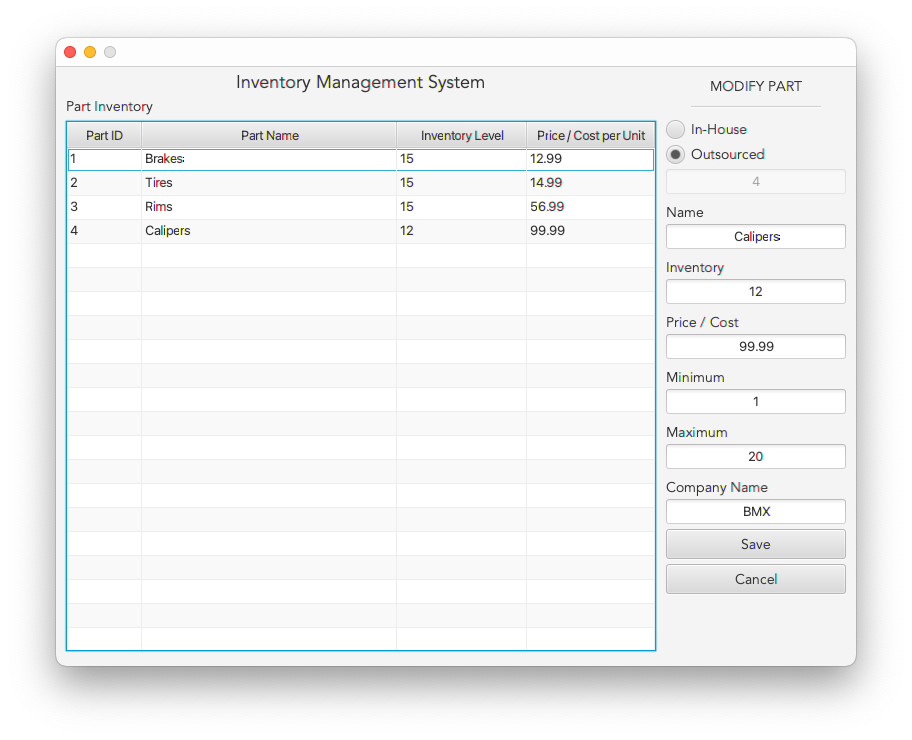 Inventory Management System
Part Inventory
Part ID Part Name Inventory Level Price / Cost per Unit
1 Brakes 15 12.99
2 Tires 15 14.99
3 Rims 15 56.99
4 Calipers 12 99.99
MODIFY PART
In-House
Outsourced
4
Name
Calipers
Inventory
12
Price / Cost
99.99
Minimum
1
Maximum
20
Company Name
BMX
Save
Cancel